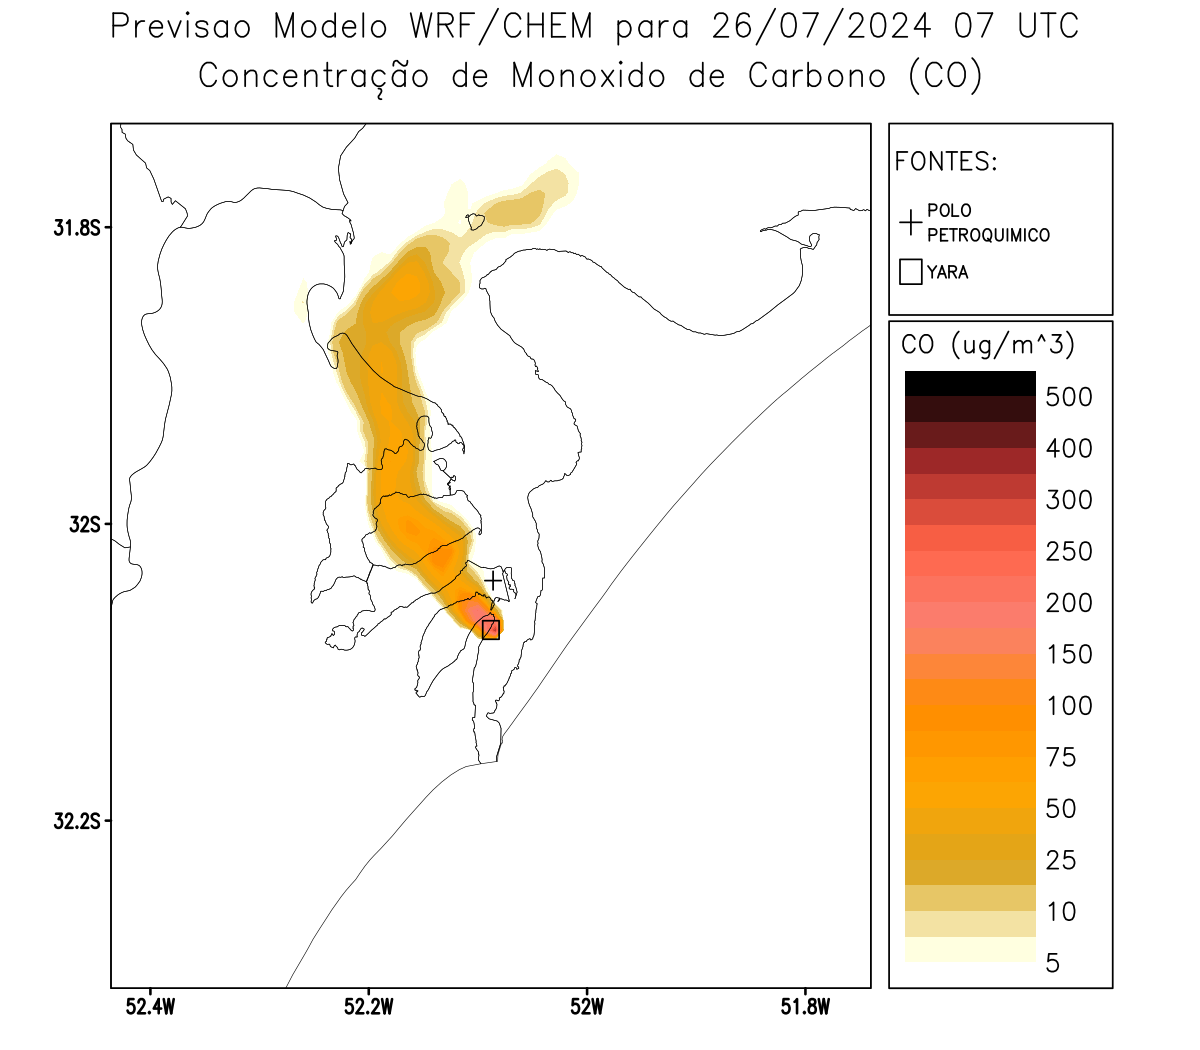 Previsao Modelo WRF/CHEM para 26/07/2024 07 UTC
Concentração de Monoxido de Carbono (CO)
FONTES:
POLO
PETROQUIMICO
YARA
CO (ug/m^3)
500
400
300
250
200
150
100
75
50
25
10
5
31.8S
32S
32.2S
52.4W
52.2W
52W
51.8W